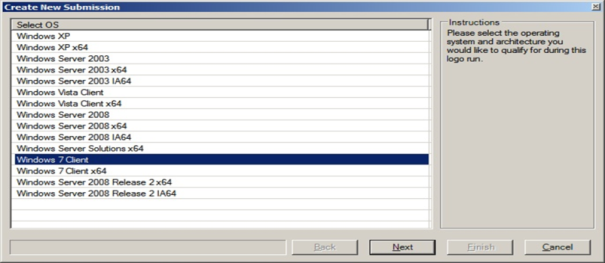 Create New Submission
Select OS
Windows XP
Windows XP x64
Windows Server 2003
Windows Server 2003 x64
Windows Server 2003 IA64
Windows Vista Client
Windows Vista Client x64
Windows Server 2008
Windows Server 2008 x64
Windows Server 2008 IA64
Windows Server Solutions x64
Windows 7 Client
Windows 7 Client x64
Windows Server 2008 Release 2 x64
Windows Server 2008 Release 2 IA64
Instructions
Please select the operating
system and architecture you
would like to qualify for during this
logo run.
Back
Next
Finish
Cancel